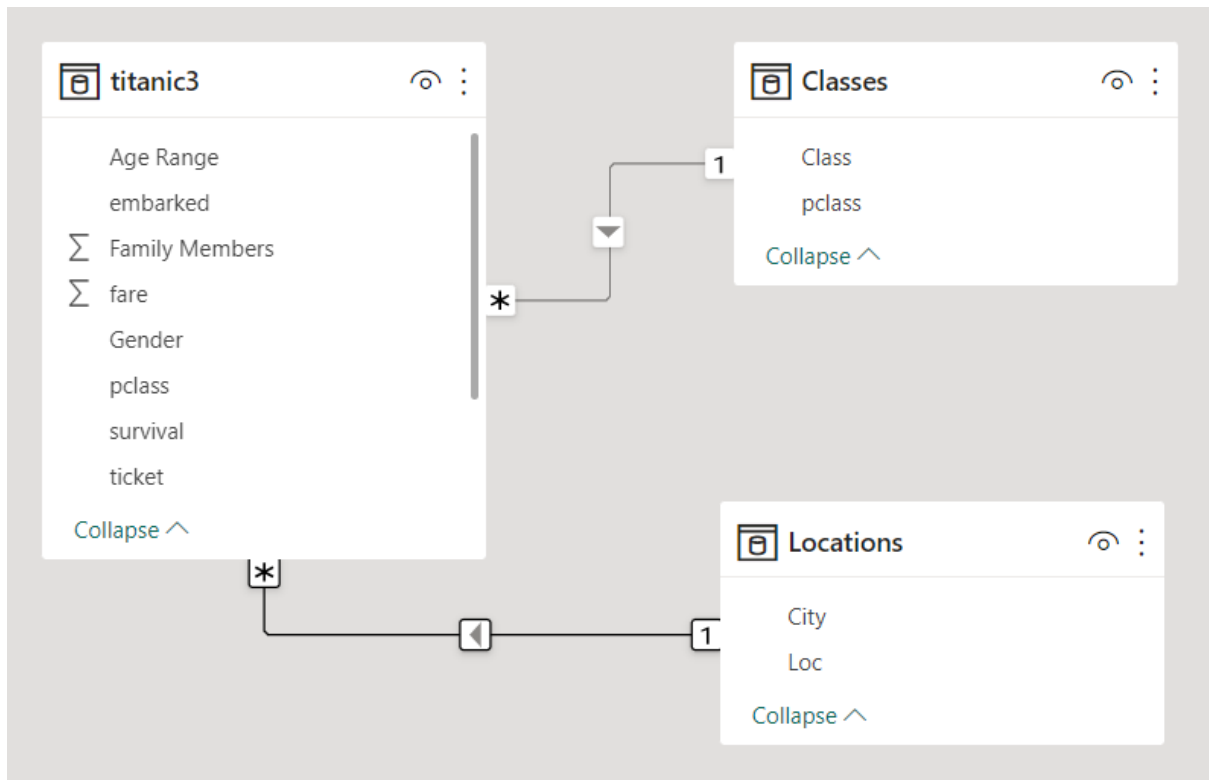 titanic3
Age Range
embarked
∑ Family Members
∑ fare
Gender
pclass
survival
ticket
Collapse
*
1
Classes
Class
pclass
Collapse
*
1
Locations
City
Loc
Collapse